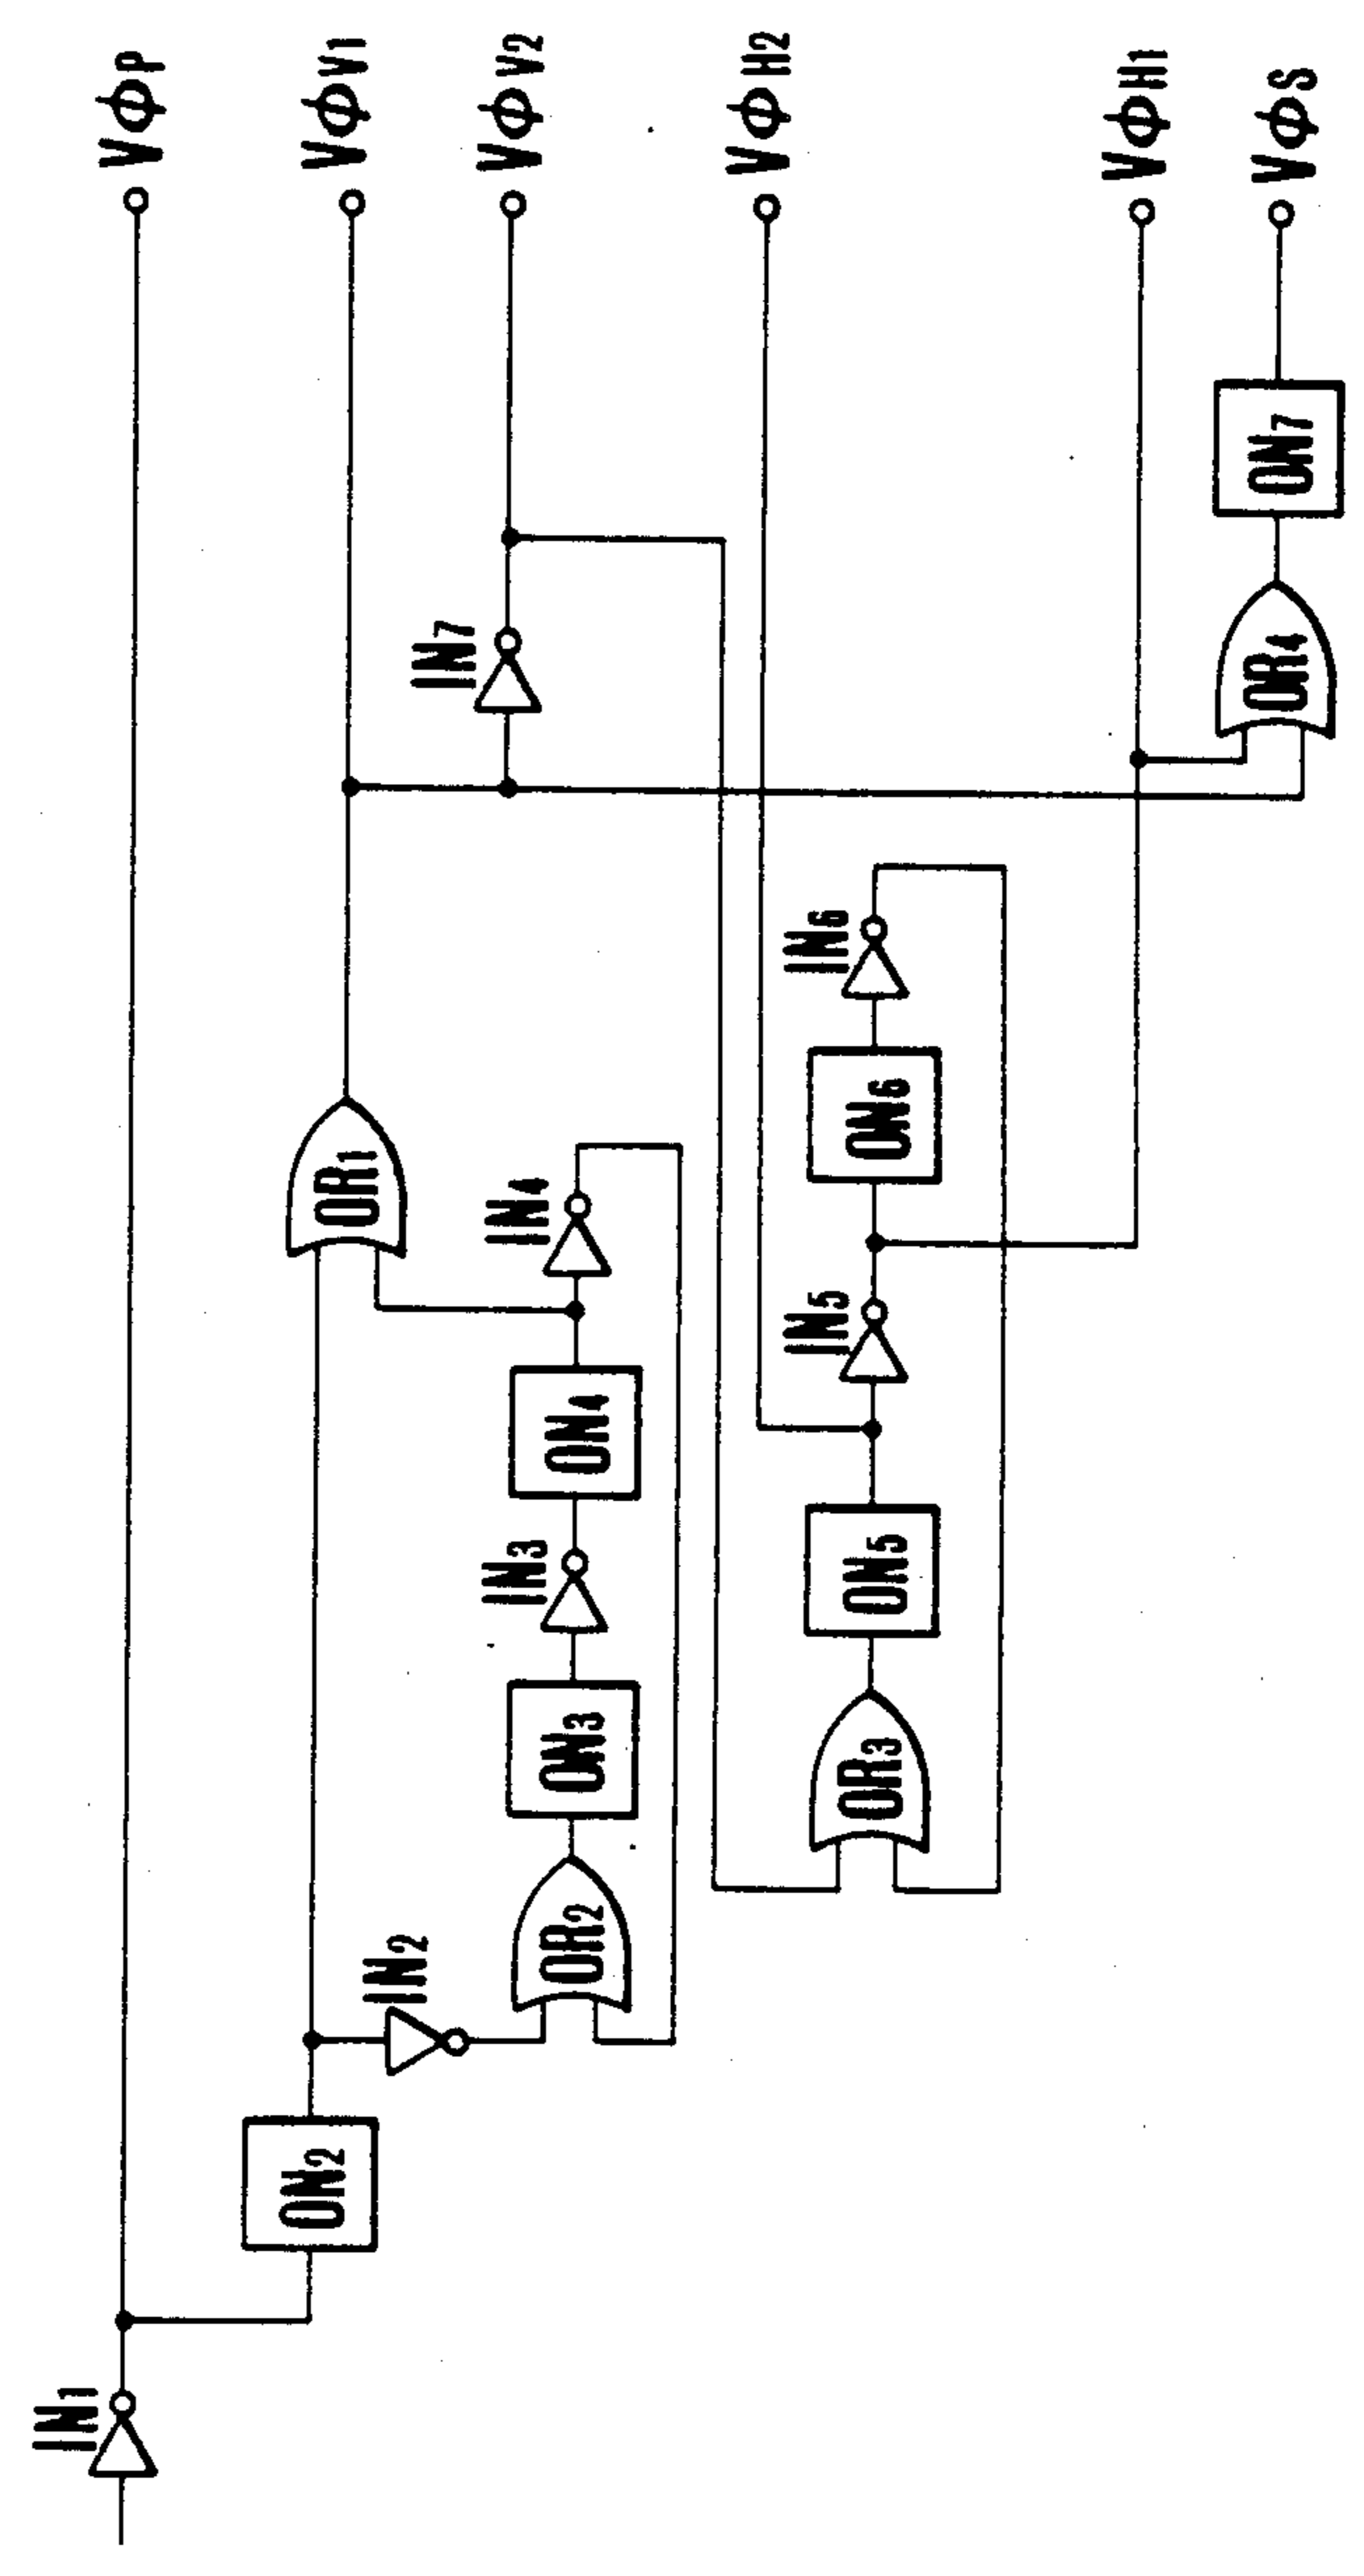 VΦP
VΦV1
VΦV2
VΦH2
VΦH1
VΦS
IN1
ON2
IN2
OR1
OR2
ON3
IN3
ON4
IN4
IN7
OR3
ON5
IN5
ON6
IN6
OR4
ON7